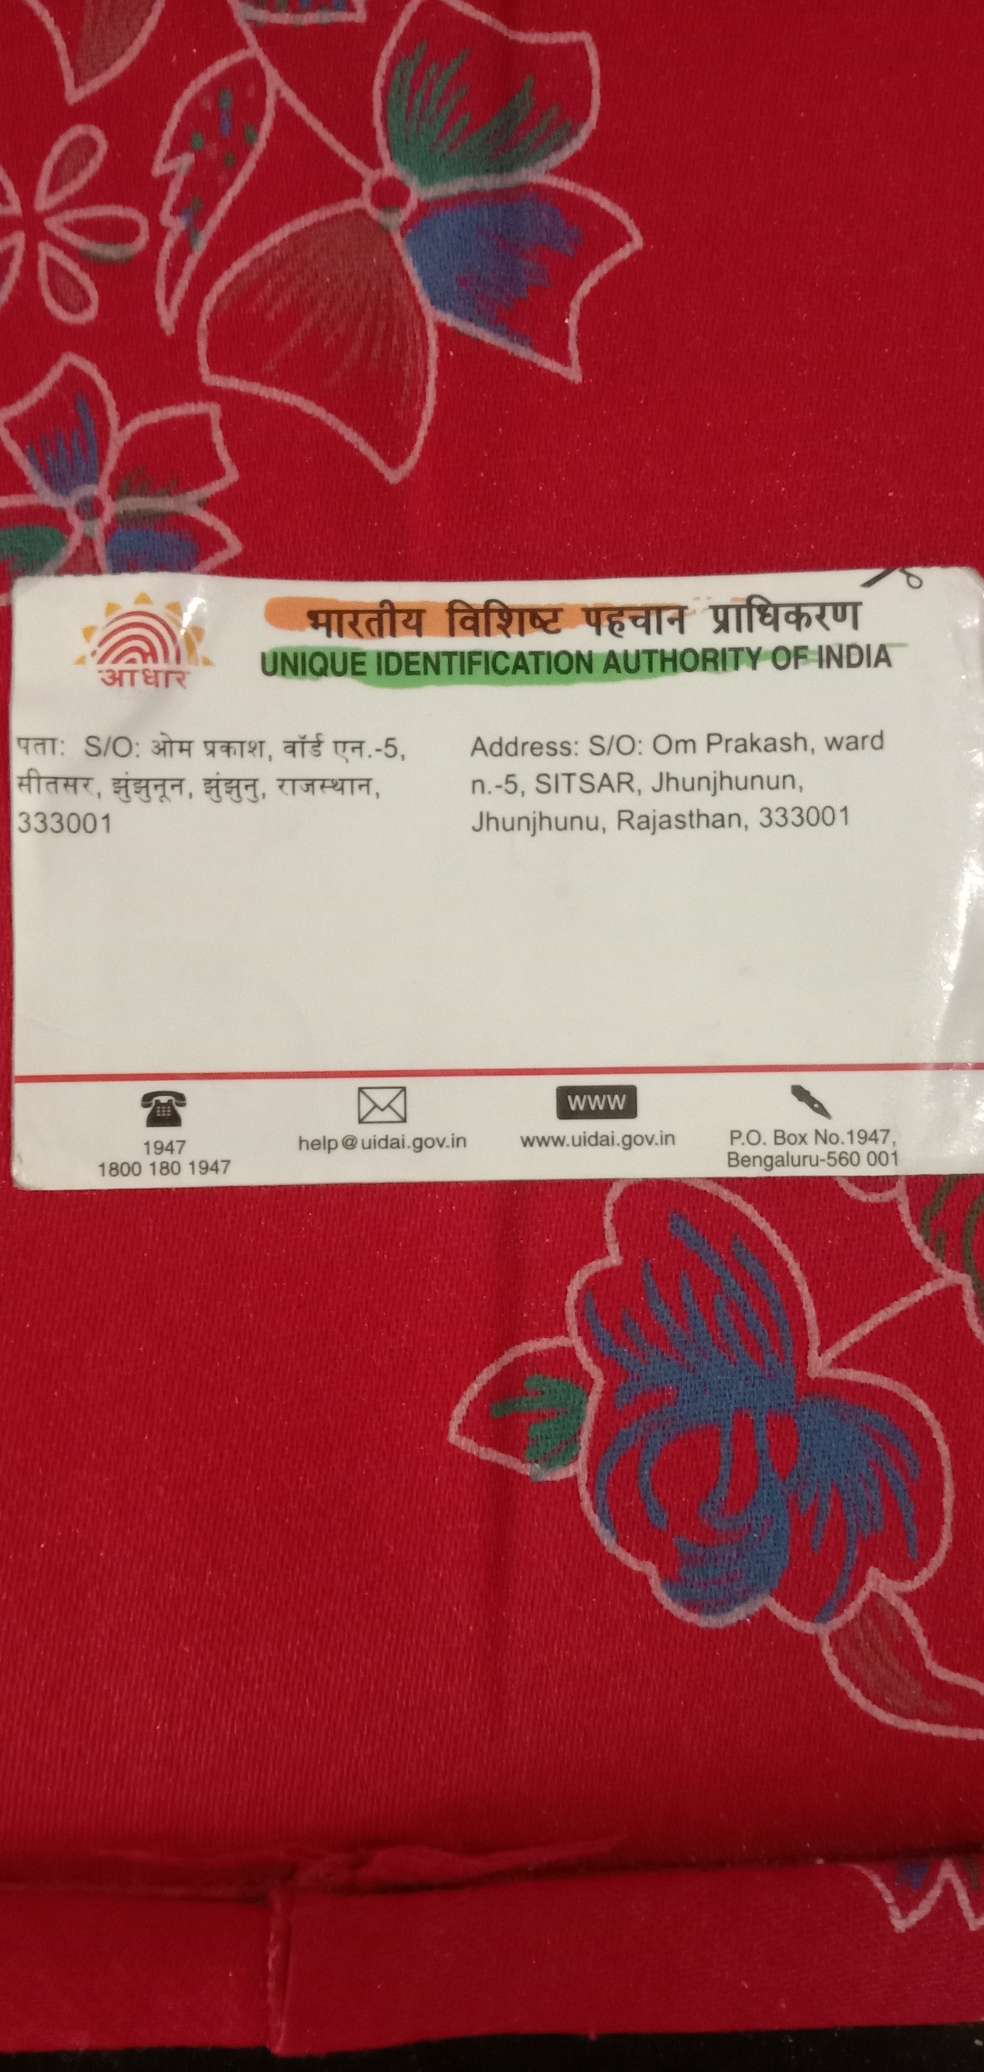 आधार
भारतीय विशिष्ट पहचान प्राधिकरण
UNIQUE IDENTIFICATION AUTHORITY OF INDIA
पताः S/O: ओम प्रकाश, वॉर्ड एन.-5,
सीतसर, झुंझुनून, झुंझुनु, राजस्थान,
333001
Address: S/O: Om Prakash, ward
n.-5, SITSAR, Jhunjhunun,
Jhunjhunu, Rajasthan, 333001
1947
1800 180 1947
help@uidai.gov.in
www
www.uidai.gov.in
P.O. Box No.1947,
Bengaluru-560 001